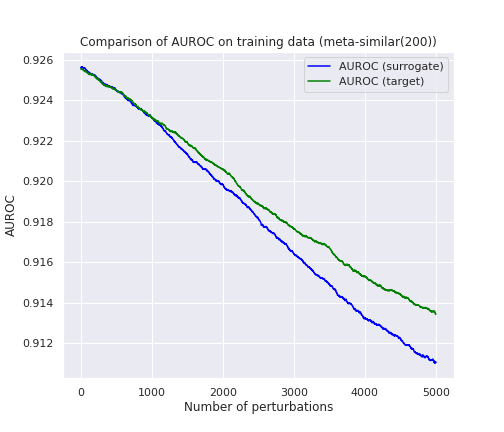 Comparison of AUROC on training data (meta-similar(200))
AUROC (surrogate)
AUROC (target)
AUROC
0.926
0.924
0.922
0.920
0.918
0.916
0.914
0.912
0
1000
2000
3000
4000
5000
Number of perturbations